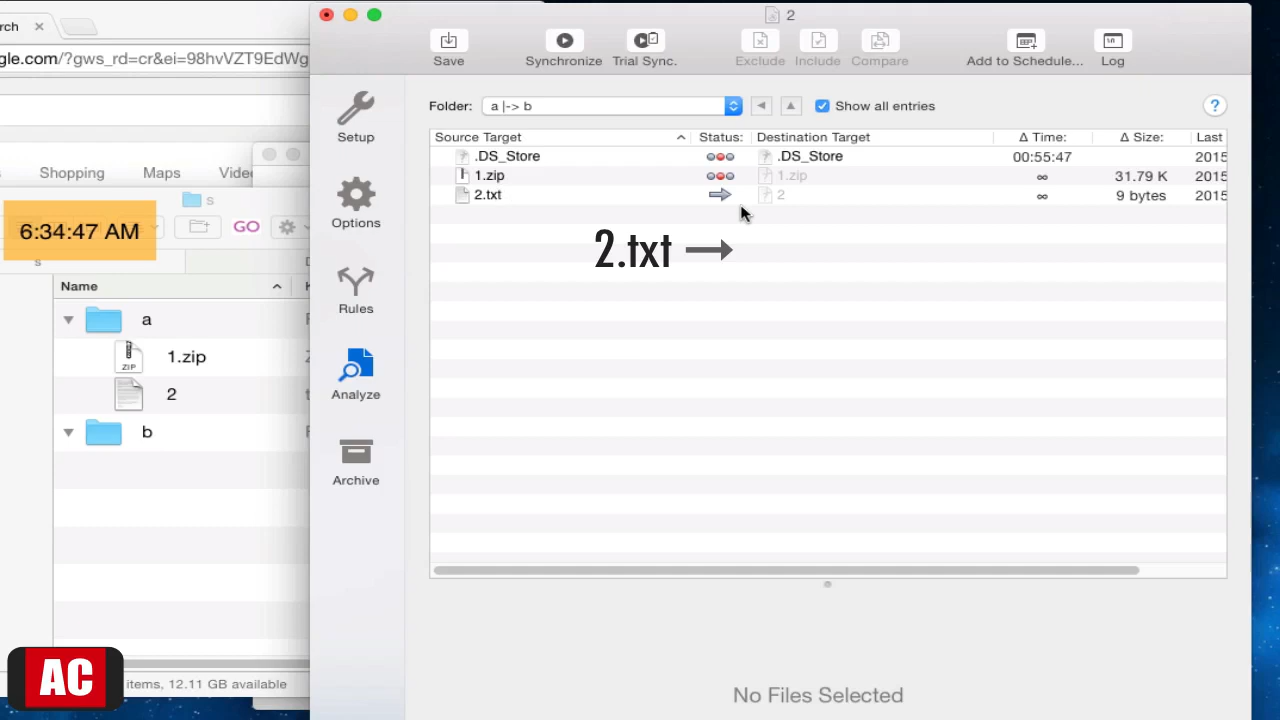 rch
2
gle.com/?gws_rd=cr&ei=98hvVZT9EdWg
Save
Synchronize
Trial Sync.
Exclude
Include
Compare
Add to Schedule...
Log
Setup
Options
Rules
Analyze
Archive
Folder:
a |-> b
Show all entries
?
Source Target
Status:
Destination Target
Δ Time:
Δ Size:
Last
.DS_Store
.DS_Store
00:55:47
2015
1.zip
1.zip
∞
31.79 K
2015
2.txt
2
∞
9 bytes
2015
2.txt →
No Files Selected
s
Shopping
Maps
Vide
s
6:34:47 AM
GO
s
Name
a
1.zip
ZIP
2
t
b
items, 12.11 GB available
AC